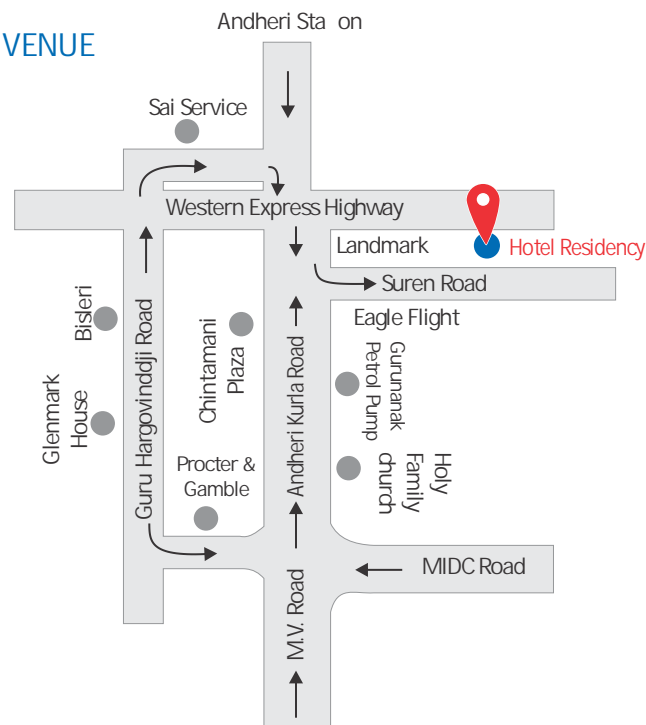 Andheri Sta on
VENUE
Sai Service
Western Express Highway
Landmark
Hotel Residency
Suren Road
Eagle Flight
Bisleri
Guru Hargovinddji Road
Chintamani
Plaza
Andheri Kurla Road
Gurunanak
Petrol Pump
Glenmark
House
Procter &
Gamble
Holy
Family
church
MIDC Road
M.V. Road